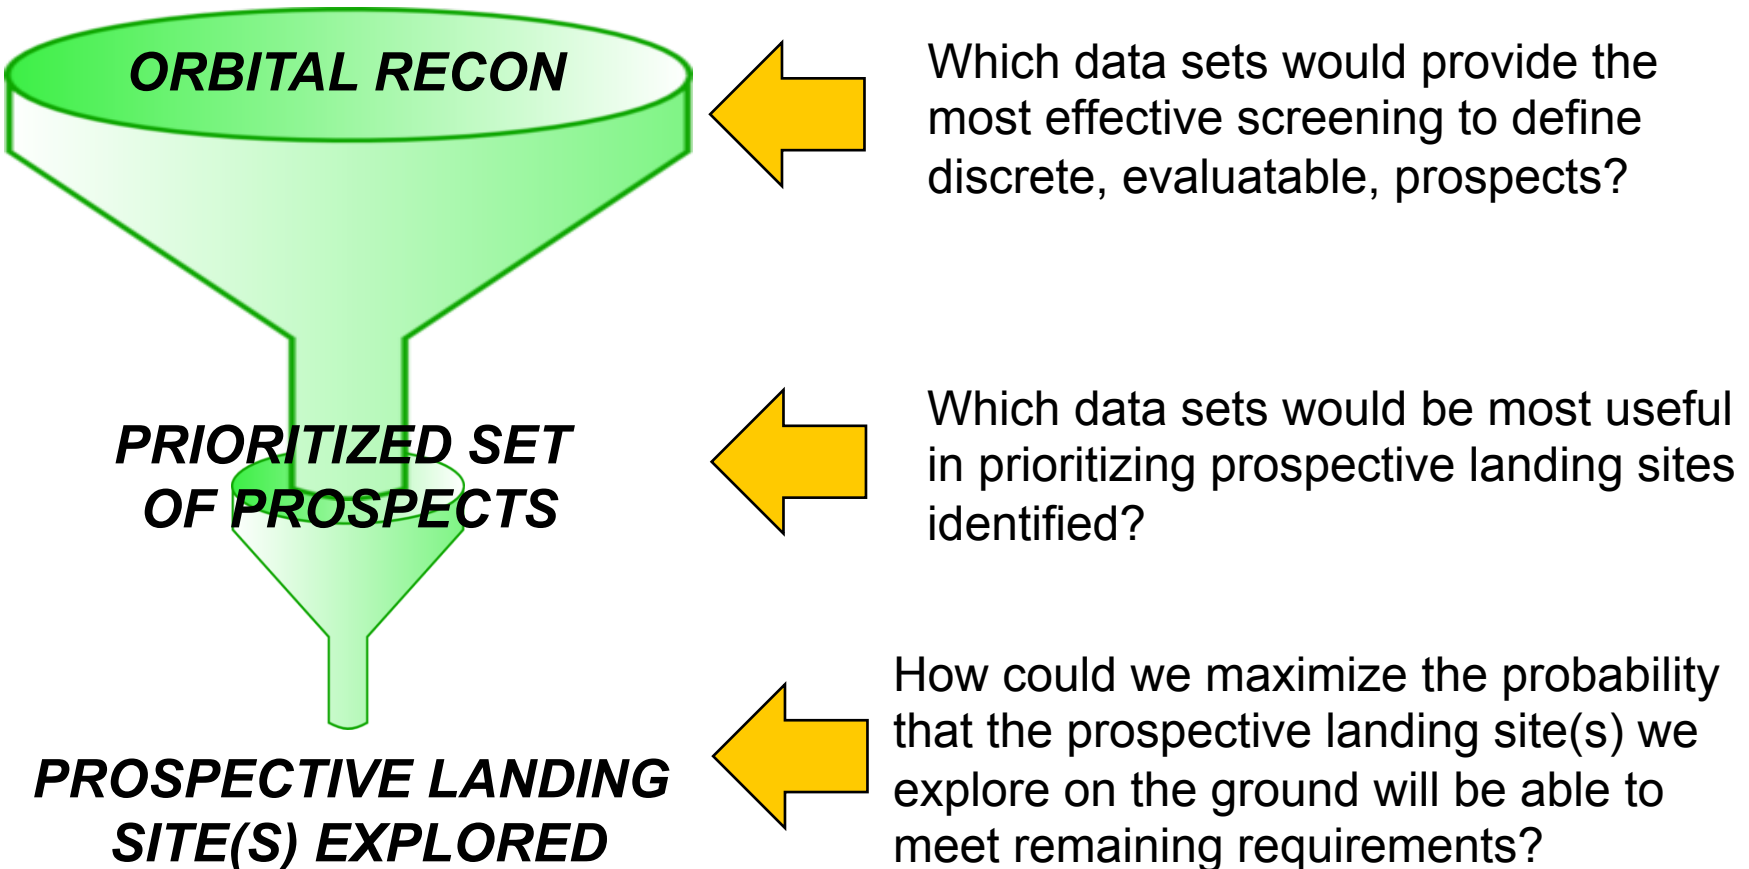 ORBITAL RECON
Which data sets would provide the
most effective screening to define
discrete, evaluatable, prospects?
PRIORITIZED SET
OF PROSPECTS
Which data sets would be most useful
in prioritizing prospective landing sites
identified?
PROSPECTIVE LANDING
SITE(S) EXPLORED
How could we maximize the probability
that the prospective landing site(s) we
explore on the ground will be able to
meet remaining requirements?